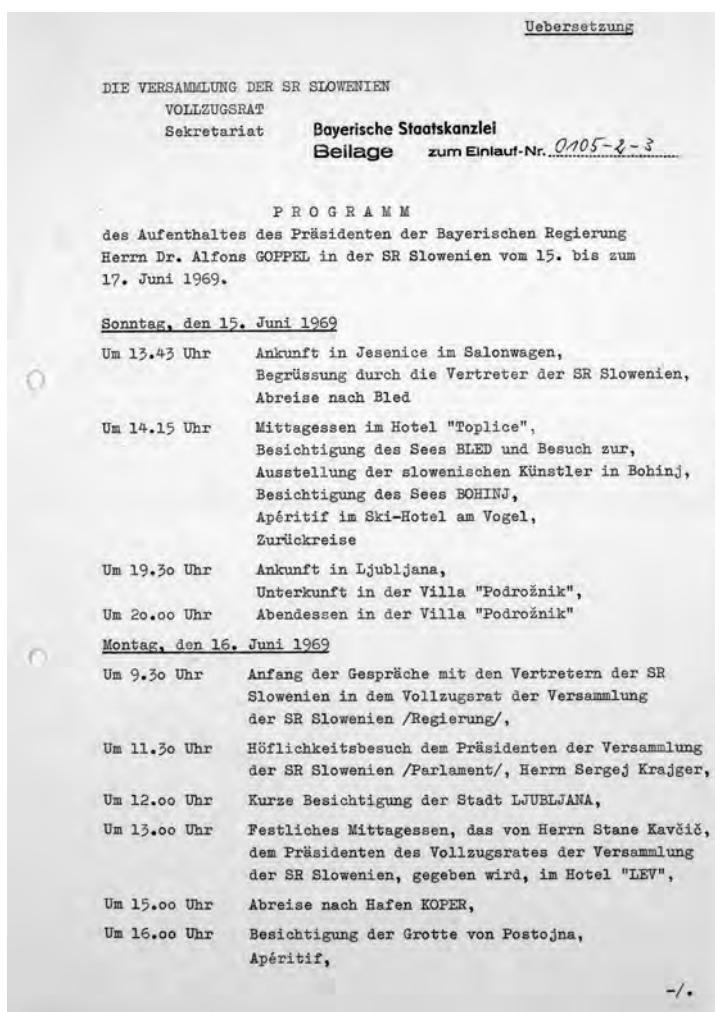 Uebersetzung
DIE VERSAMMLUNG DER SR SLOWENIEN
VOLLZUGSRAT
Sekretariat
Bayerische Staatskanzlei
Beilage zum Einlauf-Nr. 0105-2-3
P R O G R A M M
des Aufenthaltes des Präsidenten der Bayerischen Regierung
Herrn Dr. Alfons GOPPEL in der SR Slowenien vom 15. bis zum
17. Juni 1969.
Sonntag, den 15. Juni 1969
Um 13.43 Uhr Ankunft in Jesenice im Salonwagen,
Begrüssung durch die Vertreter der SR Slowenien,
Abreise nach Bled
Um 14.15 Uhr Mittagessen im Hotel "Toplice",
Besichtigung des Sees BLED und Besuch zur,
Ausstellung der slowenischen Künstler in Bohinj,
Besichtigung des Sees BOHINJ,
Apéritif im Ski-Hotel am Vogel,
Zurückreise
Um 19.3o Uhr Ankunft in Ljubljana,
Unterkunft in der Villa "Podrožnik",
Um 2o.oo Uhr Abendessen in der Villa "Podrožnik"
Montag, den 16. Juni 1969
Um 9.3o Uhr Anfang der Gespräche mit den Vertretern der SR
Slowenien in dem Vollzugsrat der Versammlung
der SR Slowenien /Regierung/,
Um 11.3o Uhr Höflichkeitsbesuch dem Präsidenten der Versammlung
der SR Slowenien /Parlament/, Herrn Sergej Krajger,
Um 12.oo Uhr Kurze Besichtigung der Stadt LJUBLJANA,
Um 13.oo Uhr Festliches Mittagessen, das von Herrn Stane Kavčič,
dem Präsidenten des Vollzugsrates der Versammlung
der SR Slowenien, gegeben wird, im Hotel "LEV",
Um 15.oo Uhr Abreise nach Hafen KOPER,
Um 16.oo Uhr Besichtigung der Grotte von Postojna,
Apéritif,
-/.